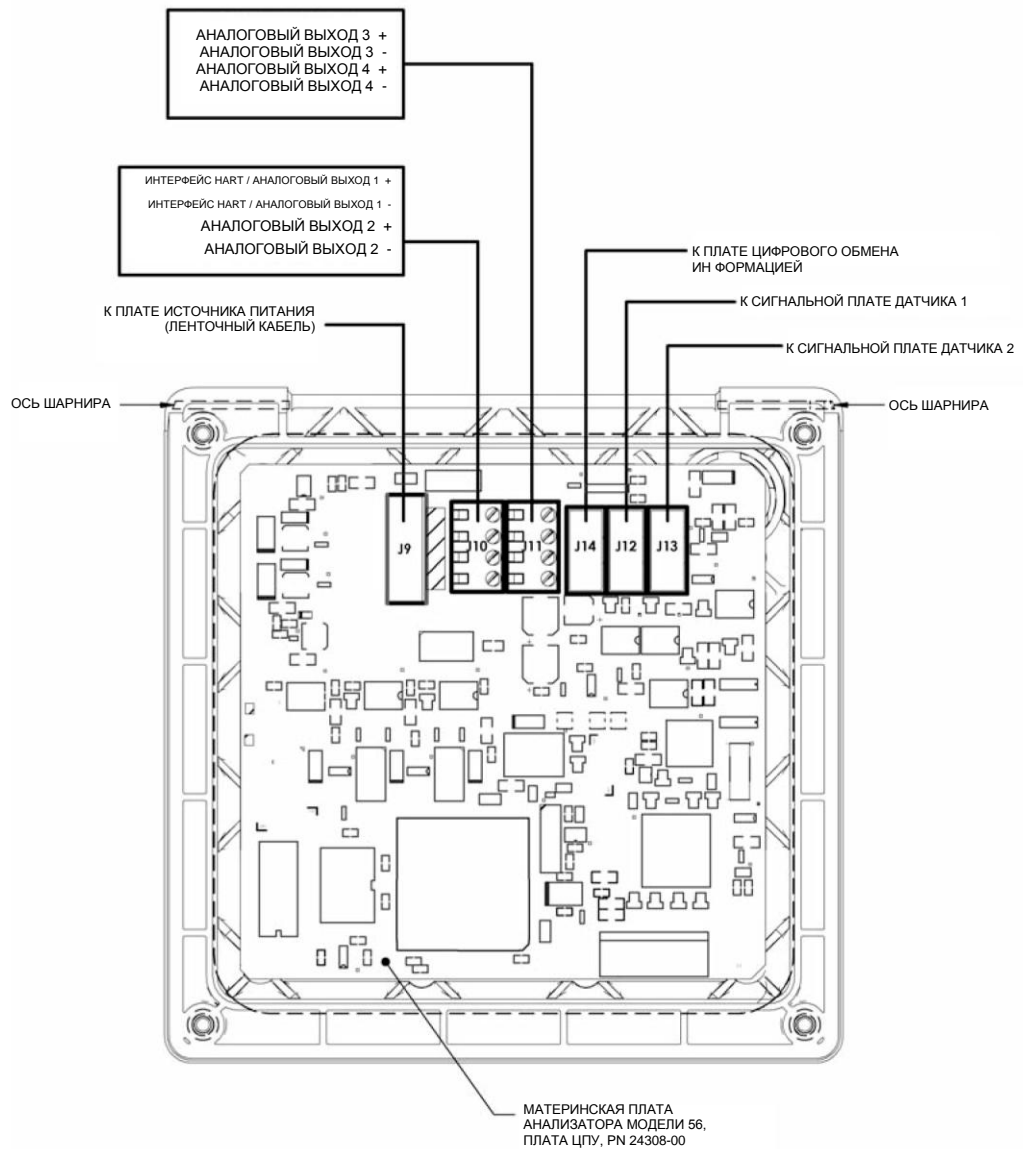 АНАЛОГОВЫЙ ВЫХОД 3 +
АНАЛОГОВЫЙ ВЫХОД 3 -
АНАЛОГОВЫЙ ВЫХОД 4 +
АНАЛОГОВЫЙ ВЫХОД 4 -
ИНТЕРФЕЙС HART / АНАЛОГОВЫЙ ВЫХОД 1 +
ИНТЕРФЕЙС HART / АНАЛОГОВЫЙ ВЫХОД 1 -
АНАЛОГОВЫЙ ВЫХОД 2 +
АНАЛОГОВЫЙ ВЫХОД 2 -
К ПЛАТЕ ЦИФРОВОГО ОБМЕНА
ИН ФОРМАЦИЕЙ
К СИГНАЛЬНОЙ ПЛАТЕ ДАТЧИКА 1
К ПЛАТЕ ИСТОЧНИКА ПИТАНИЯ
(ЛЕНТОЧНЫЙ КАБЕЛЬ)
К СИГНАЛЬНОЙ ПЛАТЕ ДАТЧИКА 2
ОСЬ ШАРНИРА
ОСЬ ШАРНИРА
J9
J10
J11
J14
J12
J13
МАТЕРИНСКАЯ ПЛАТА
АНАЛИЗАТОРА МОДЕЛИ 56,
ПЛАТА ЦПУ, PN 24308-00